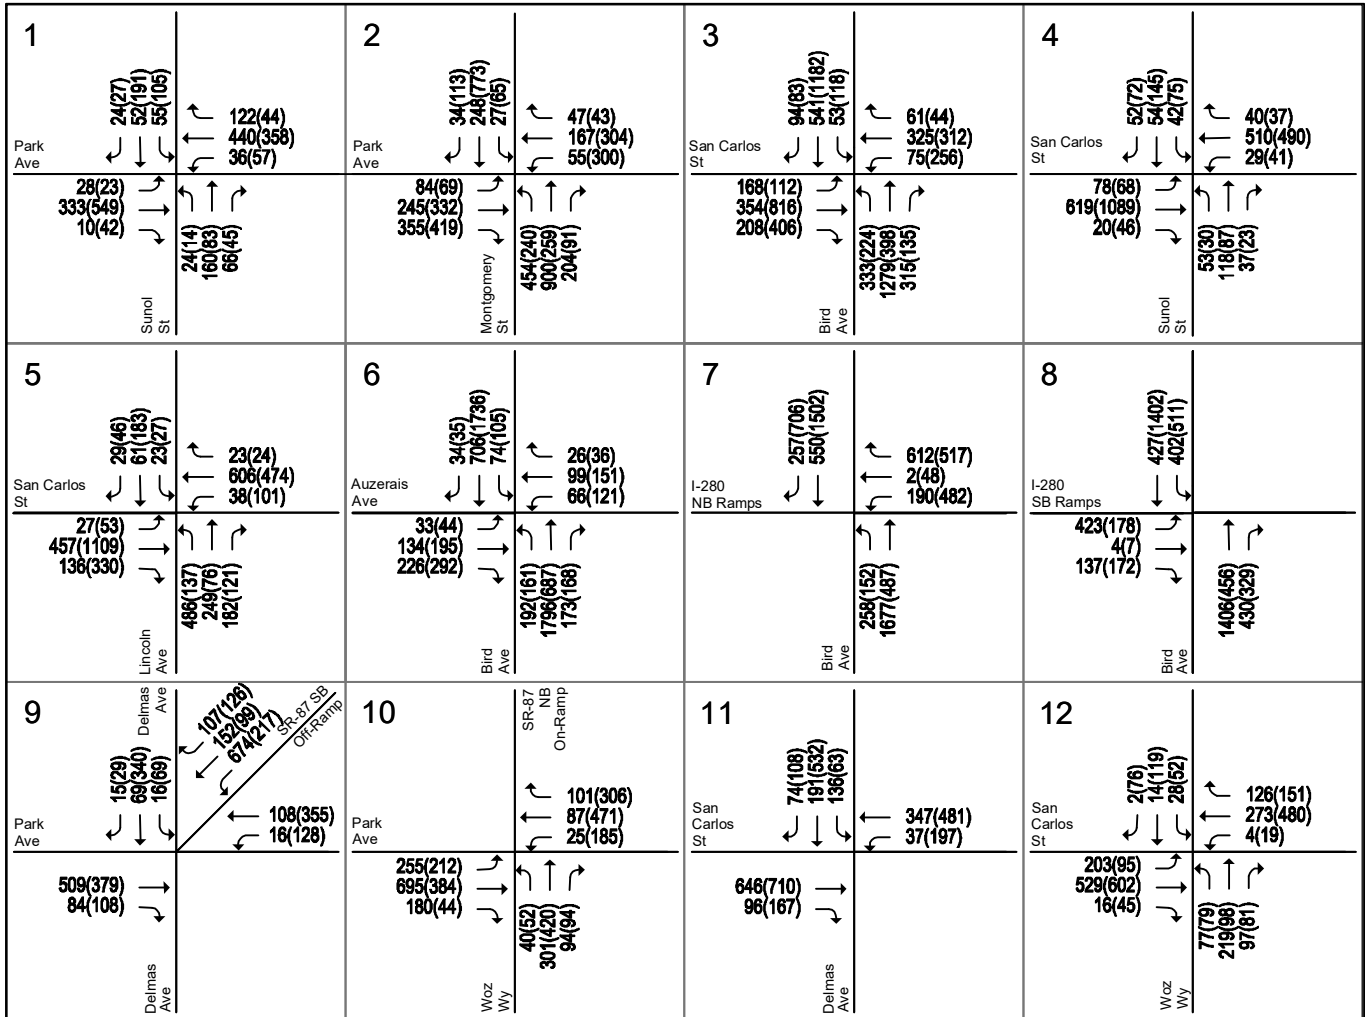 1
24(27)
52(191)
55(105)
122(44)
440(358)
36(57)
Park
Ave
28(23)
333(549)
10(42)
24(14)
160(83)
66(45)
Sunol
St
2
34(113)
248(773)
27(65)
47(43)
167(304)
55(300)
Park
Ave
84(69)
245(332)
355(419)
454(240)
900(259)
204(91)
Montgomery
St
3
94(83)
541(1182)
53(118)
61(44)
325(312)
75(256)
San Carlos
St
168(112)
354(816)
208(406)
333(224)
1279(398)
315(135)
Bird
Ave
4
52(72)
54(145)
42(75)
40(37)
510(490)
29(41)
San Carlos
St
78(68)
619(1089)
20(46)
53(30)
118(87)
37(23)
Sunol
St
5
29(46)
61(183)
23(27)
23(24)
606(474)
38(101)
San Carlos
St
27(53)
457(1109)
136(330)
486(137)
249(76)
182(121)
Lincoln
Ave
6
34(35)
706(1736)
74(105)
26(36)
99(151)
66(121)
Auzerais
Ave
33(44)
134(195)
226(292)
192(161)
1796(687)
173(168)
Bird
Ave
7
257(706)
550(1502)
612(517)
2(48)
190(482)
I-280
NB Ramps
258(152)
1677(487)
Bird
Ave
8
427(1402)
402(511)
I-280
SB Ramps
423(178)
4(7)
137(172)
1406(456)
430(329)
Bird
Ave
9
Delmas
Ave
107(126)
152(99)
674(217)
SR-87 SB
Off-Ramp
15(29)
69(340)
16(69)
108(355)
16(128)
Park
Ave
509(379)
84(108)
Delmas
Ave
10
SR-87
NB
On-Ramp
101(306)
87(471)
25(185)
Park
Ave
255(212)
695(384)
180(44)
40(52)
301(420)
94(94)
Woz
Wy
11
74(108)
191(532)
136(63)
347(481)
37(197)
San
Carlos
St
646(710)
96(167)
Delmas
Ave
12
2(76)
14(119)
28(52)
126(151)
273(480)
4(19)
San
Carlos
St
203(95)
529(602)
16(45)
77(79)
219(98)
97(81)
Woz
Wy